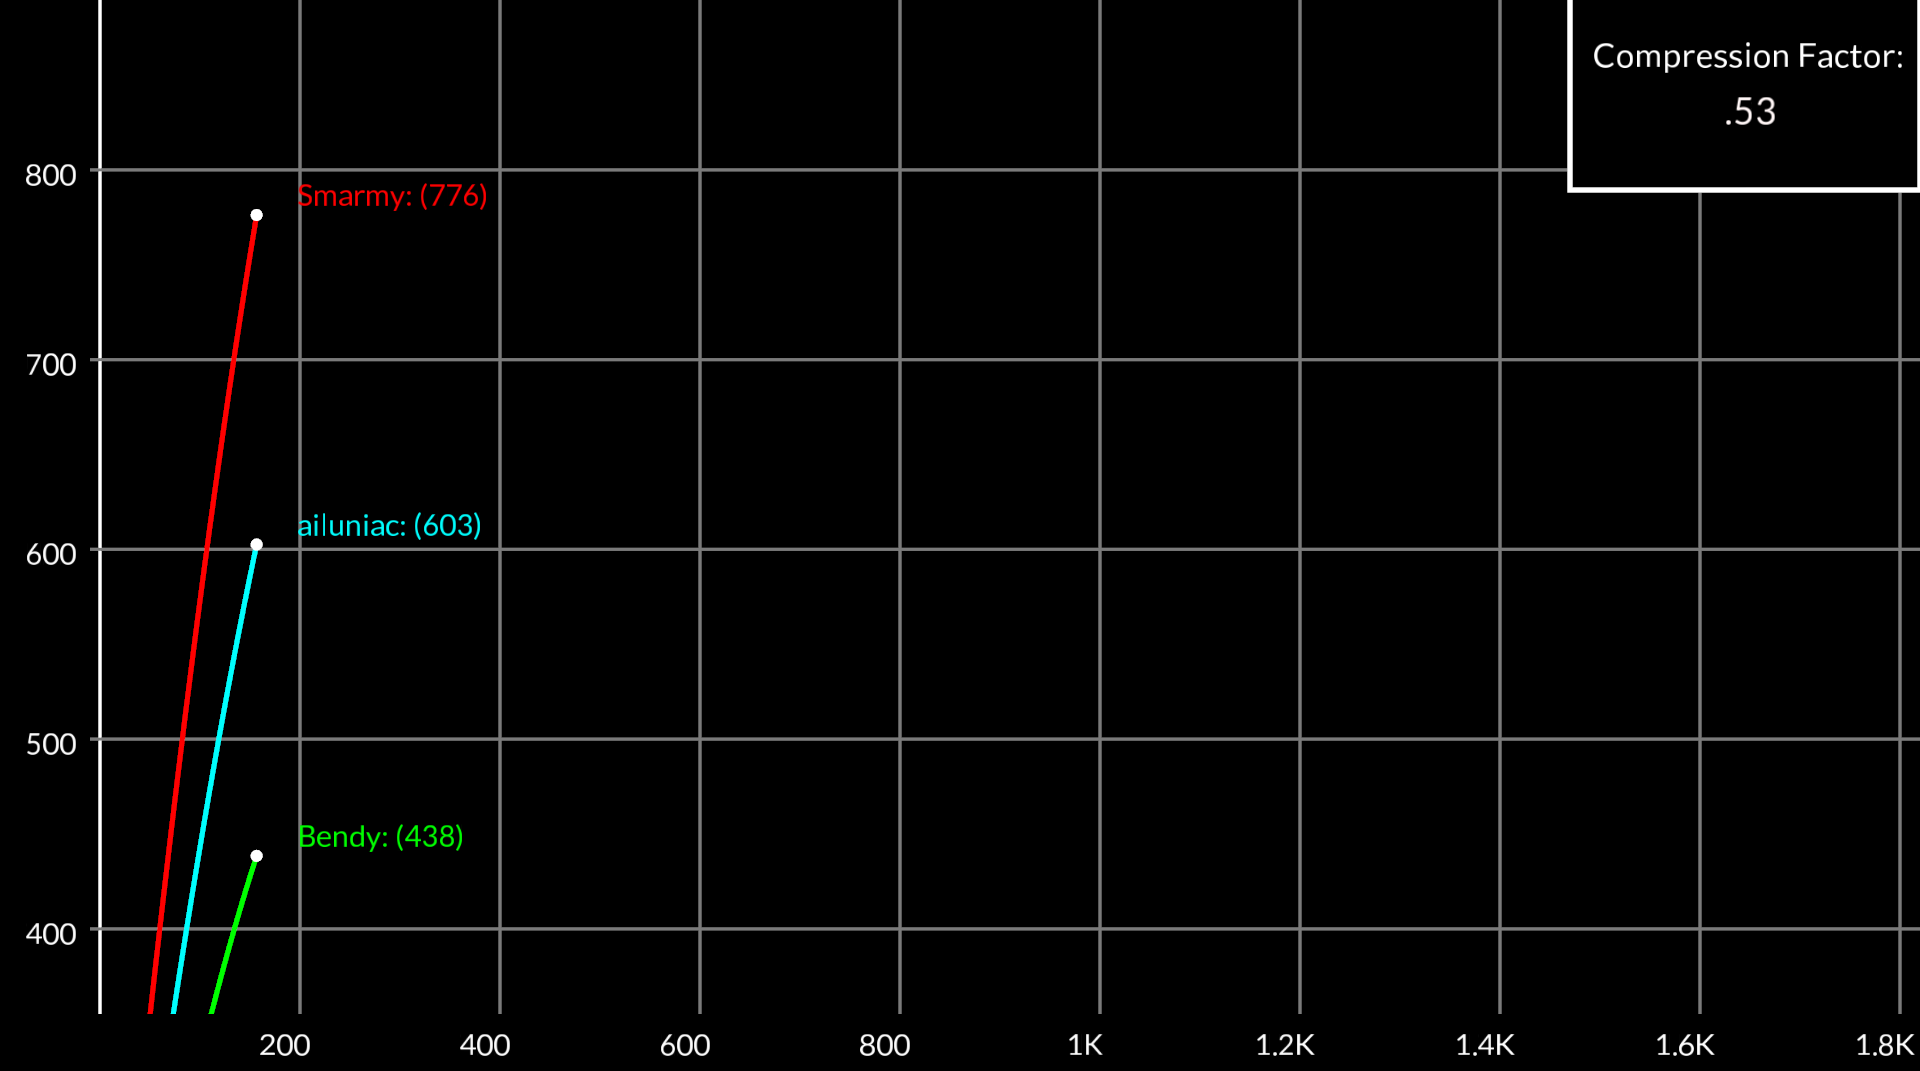 Compression Factor:
.53
800
Smarmy: (776)
700
ailuniac: (603)
600
500
Bendy: (438)
400
200 400 600 800 1K 1.2K 1.4K 1.6K 1.8K